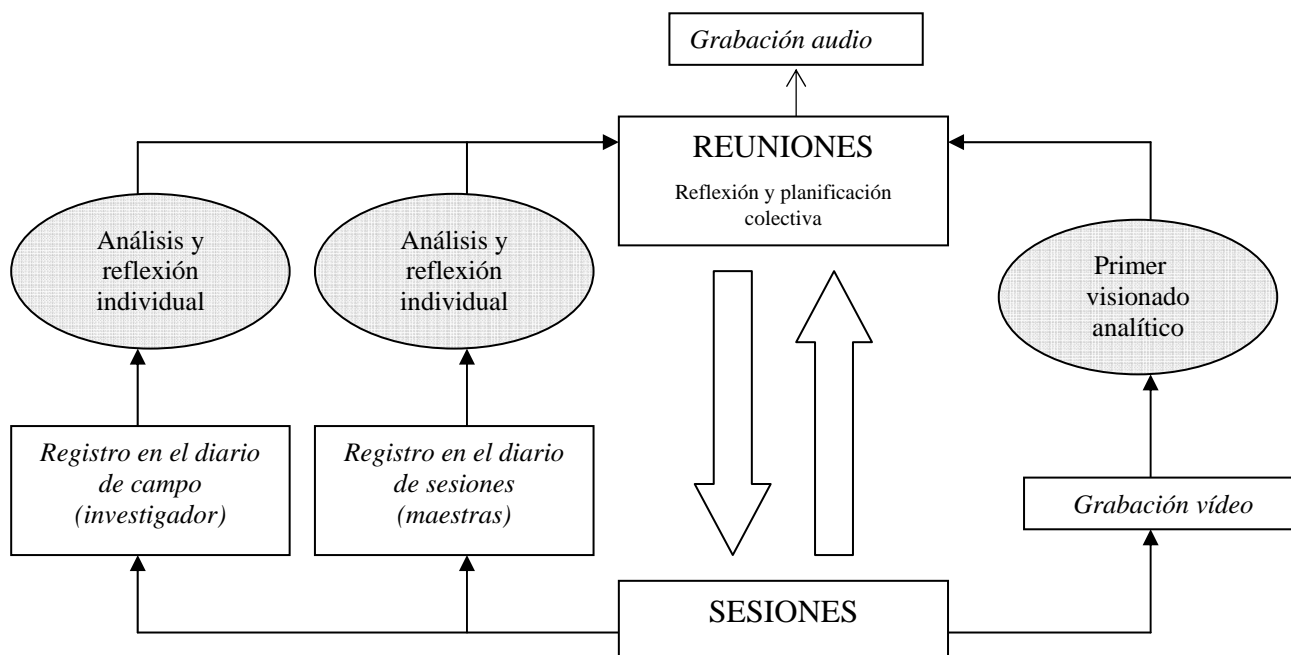 Grabación audio
REUNIONES
Reflexión y planificación
colectiva
Análisis y
reflexión
individual
Análisis y
reflexión
individual
Primer
visionado
analítico
Registro en el diario
de campo
(investigador)
Registro en el diario
de sesiones
(maestras)
Grabación vídeo
SESIONES